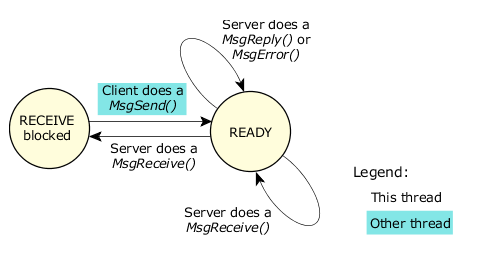 Server does a
MsgReply() or
MsgError()
Client does a
MsgSend()
RECEIVE
blocked
READY
Server does a
MsgReceive()
Server does a
MsgReceive()
Legend:
This thread
Other thread